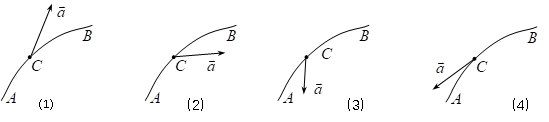 ā B C A (1)
B C ā A (2)
B C ā A (3)
B ā C A (4)